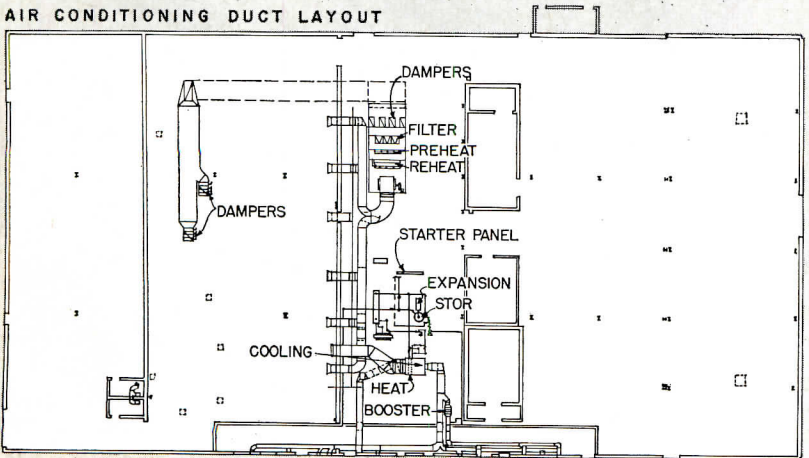 AIR CONDITIONING DUCT LAYOUT
DAMPERS
FILTER
PREHEAT
REHEAT
DAMPERS
STARTER PANEL
EXPANSION
STOR
COOLING
HEAT
BOOSTER